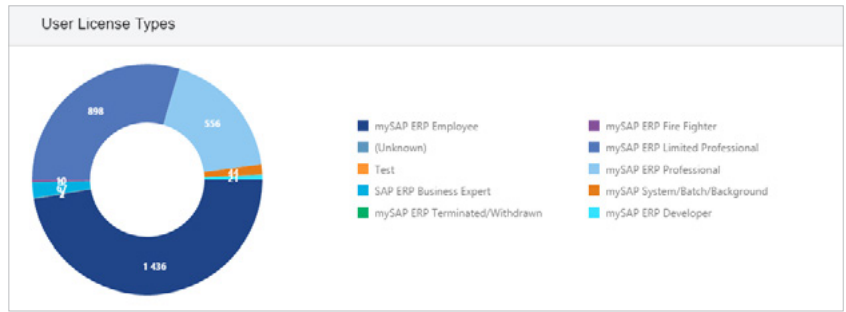 User License Types
898
556
10
1 436
mySAP ERP Employee
(Unknown)
Test
SAP ERP Business Expert
mySAP ERP Terminated/Withdrawn
mySAP ERP Fire Fighter
mySAP ERP Limited Professional
mySAP ERP Professional
mySAP System/Batch/Background
mySAP ERP Developer